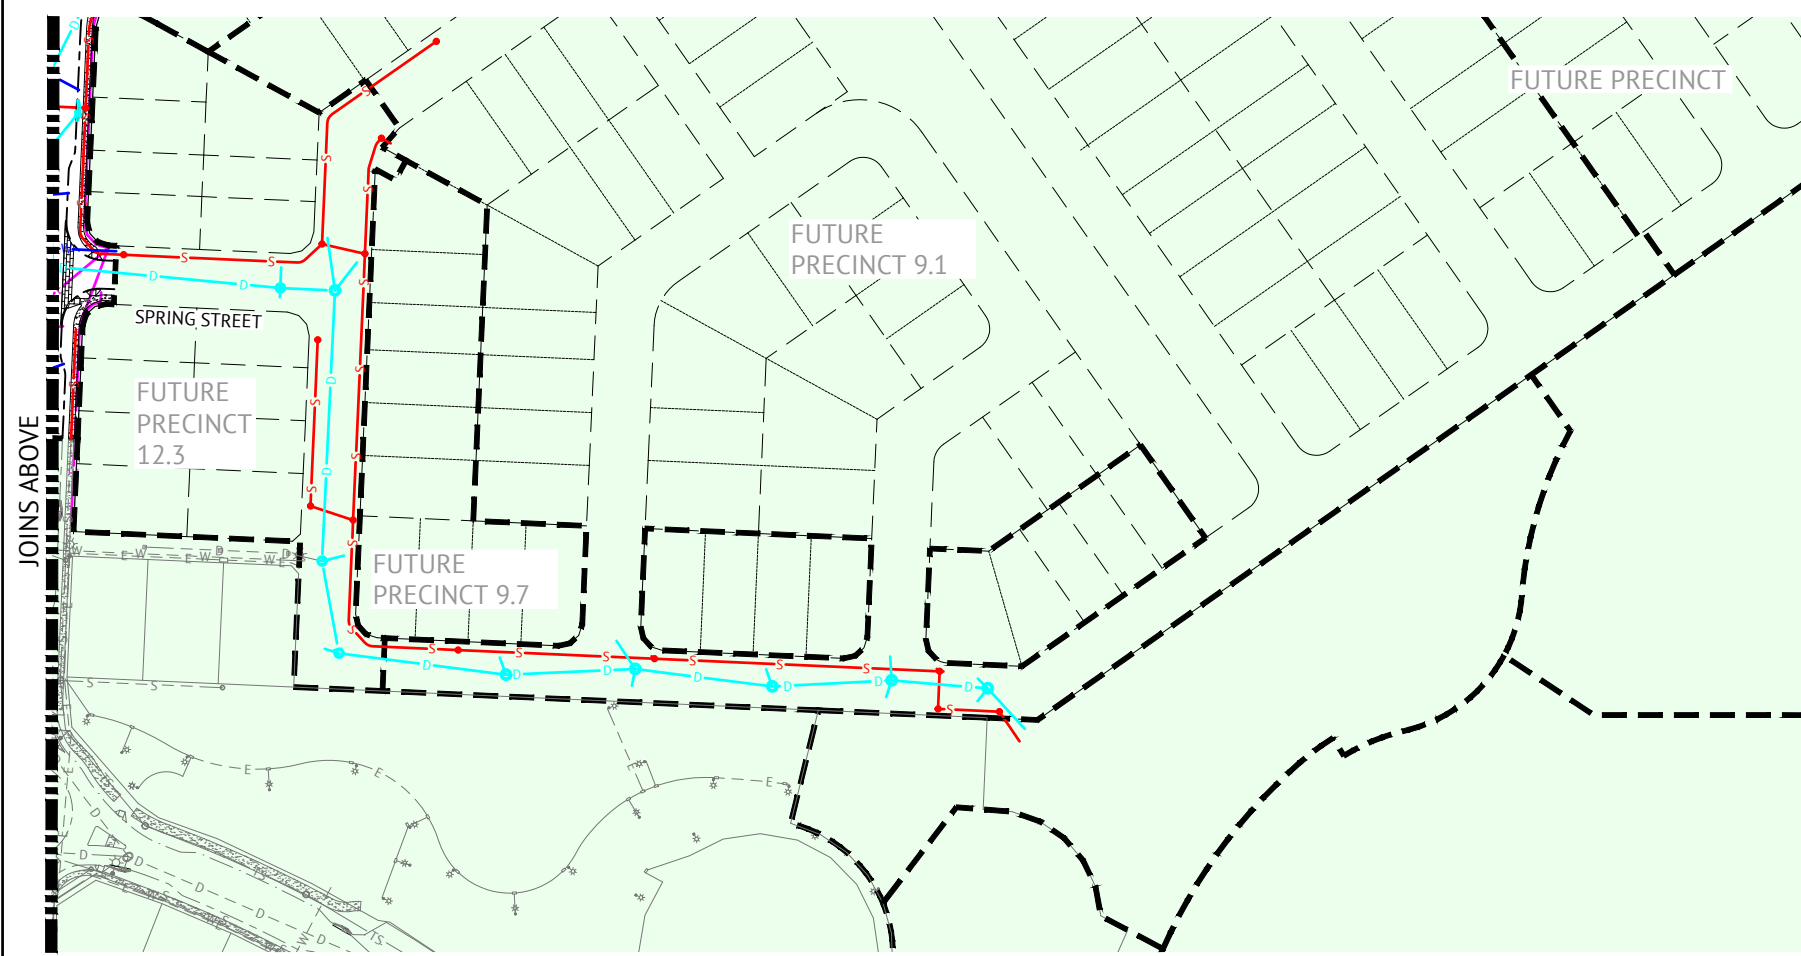 FUTURE PRECINCT
FUTURE
PRECINCT 9.1
SPRING STREET
FUTURE
PRECINCT
12.3
JOINS ABOVE
FUTURE
PRECINCT 9.7